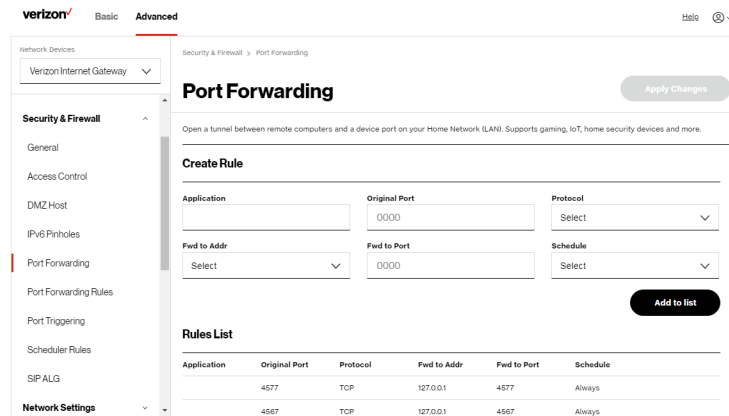 verizon✓ Basic Advanced Help
Network Devices
Verizon Internet Gateway
Security & Firewall
General
Access Control
DMZ Host
IPv6 Pinholes
Port Forwarding
Port Forwarding Rules
Port Triggering
Scheduler Rules
SIP ALG
Network Settings
Security & Firewall > Port Forwarding
Port Forwarding Apply Changes
Open a tunnel between remote computers and a device port on your Home Network (LAN). Supports gaming, IoT, home security devices and more.
Create Rule
Application Original Port Protocol
0000 Select
Fwd to Addr Fwd to Port Schedule
Select 0000 Select
Add to list
Rules List
Application Original Port Protocol Fwd to Addr Fwd to Port Schedule
4577 TCP 127.0.0.1 4577 Always
4567 TCP 127.0.0.1 4567 Always